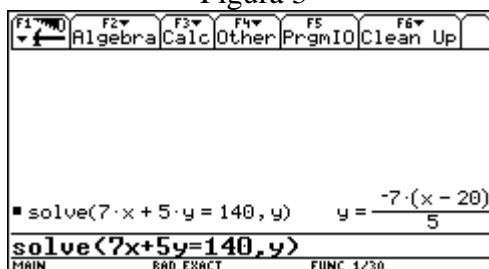 Figura 3
F1 F2 Algebra F3 Calc F4 Other F5 PrgmIO F6 Clean Up
solve(7·x + 5·y = 140, y) y = -7·(x - 20) / 5
solve(7x+5y=140,y)
MAIN RAD EXACT FUNC 1/30